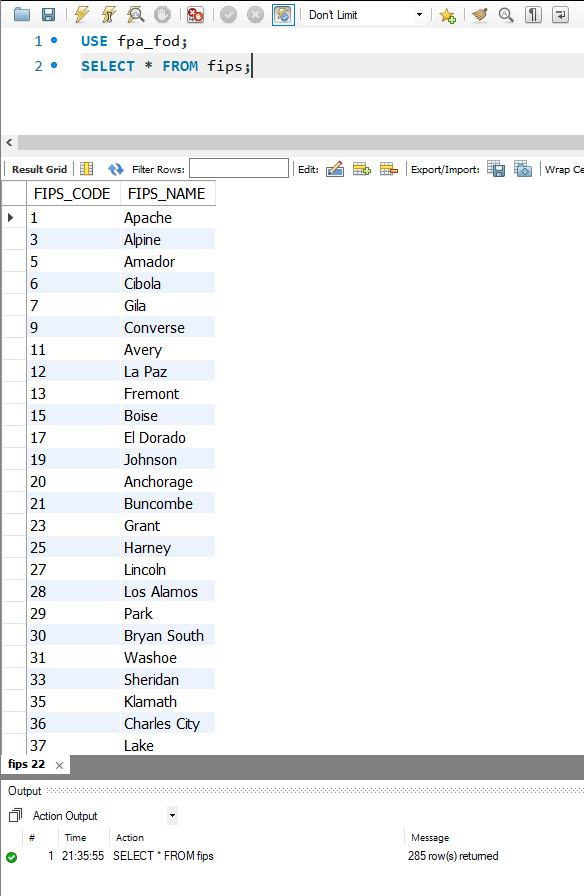 Don't Limit
1 USE fpa_fod;
2 SELECT * FROM fips;
Result Grid Filter Rows: Edit: Export/Import: Wrap Ce
FIPS_CODE FIPS_NAME
1 Apache
3 Alpine
5 Amador
6 Cibola
7 Gila
9 Converse
11 Avery
12 La Paz
13 Fremont
15 Boise
17 El Dorado
19 Johnson
20 Anchorage
21 Buncombe
23 Grant
25 Harney
27 Lincoln
28 Los Alamos
29 Park
30 Bryan South
31 Washoe
33 Sheridan
35 Klamath
36 Charles City
37 Lake
fips 22
Output
Action Output
# Time Action Message
1 21:35:55 SELECT * FROM fips 285 row(s) returned